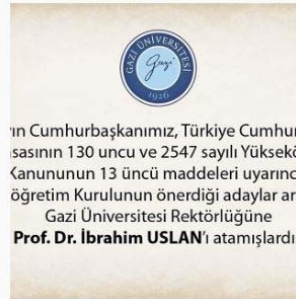 GAZİ ÜNİVERSİTESİ
Gazi
1926
ın Cumhurbaşkanımız, Türkiye Cumhur
asasının 130 uncu ve 2547 sayılı Yüksekö
Kanununun 13 üncü maddeleri uyarınc
öğretim Kurulunun önerdiği adaylar ar
Gazi Üniversitesi Rektörlüğüne
Prof. Dr. İbrahim USLAN'ı atamışlardı